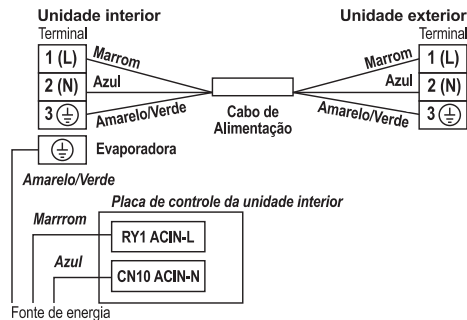 Unidade interior
Unidade exterior
Terminal
Terminal
1 (L)
Marrom
Marrom
1 (L)
2 (N)
Azul
Azul
2 (N)
3
Amarelo/Verde
Cabo de
Alimentação
Amarelo/Verde
3
Evaporadora
Amarelo/Verde
Placa de controle da unidade interior
Marrrom
RY1 ACIN-L
Azul
CN10 ACIN-N
Fonte de energia